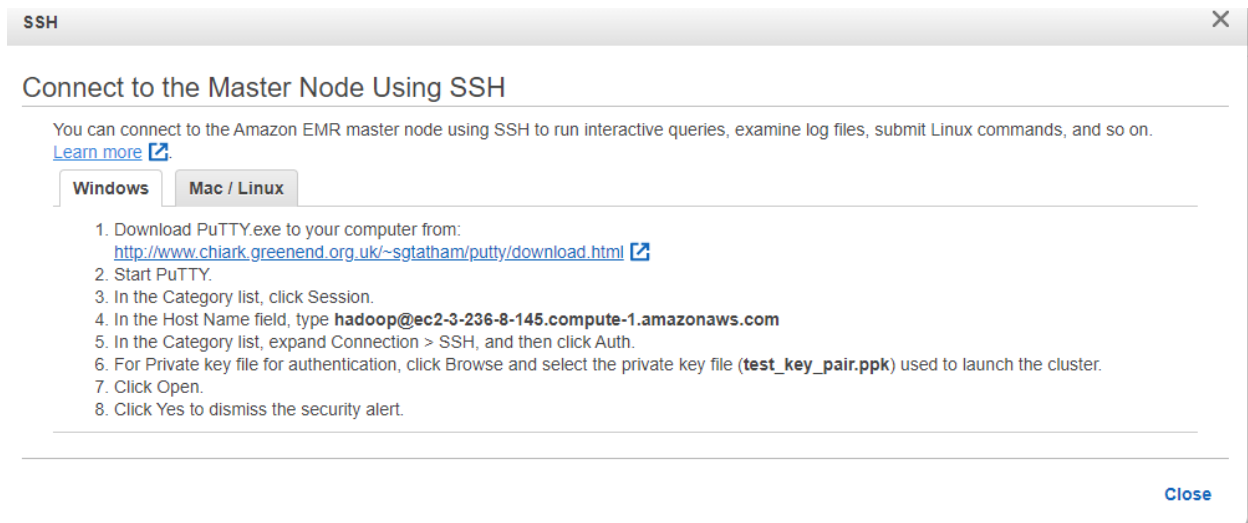 SSH
Connect to the Master Node Using SSH
You can connect to the Amazon EMR master node using SSH to run interactive queries, examine log files, submit Linux commands, and so on.
Learn more.
Windows
Mac / Linux
1. Download PuTTY.exe to your computer from:
http://www.chiark.greenend.org.uk/~sgtatham/putty/download.html
2. Start PuTTY.
3. In the Category list, click Session.
4. In the Host Name field, type hadoop@ec2-3-236-8-145.compute-1.amazonaws.com
5. In the Category list, expand Connection > SSH, and then click Auth.
6. For Private key file for authentication, click Browse and select the private key file (test_key_pair.ppk) used to launch the cluster.
7. Click Open.
8. Click Yes to dismiss the security alert.
Close